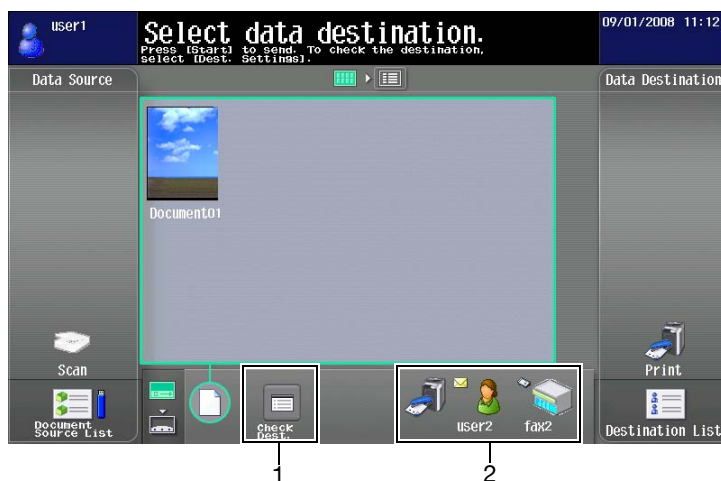 user1
Select data destination.
Press [Start] to send. To check the destination,
select [Dest. Settings].
09/01/2008 11:12
Data Source
Data Destination
Document01
Scan
Print
Document
Source List
Check
Dest.
user2
fax2
Destination List
1
2